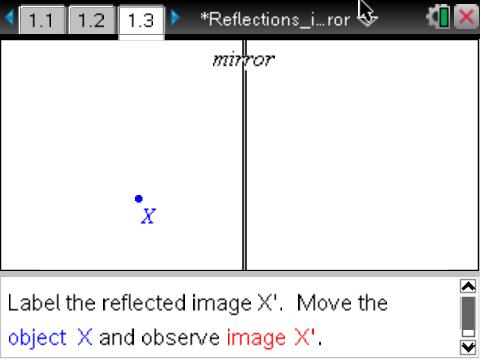 1.1 1.2 1.3 *Reflections_i...ror
mirror
X
Label the reflected image X'. Move the
object X and observe image X'.